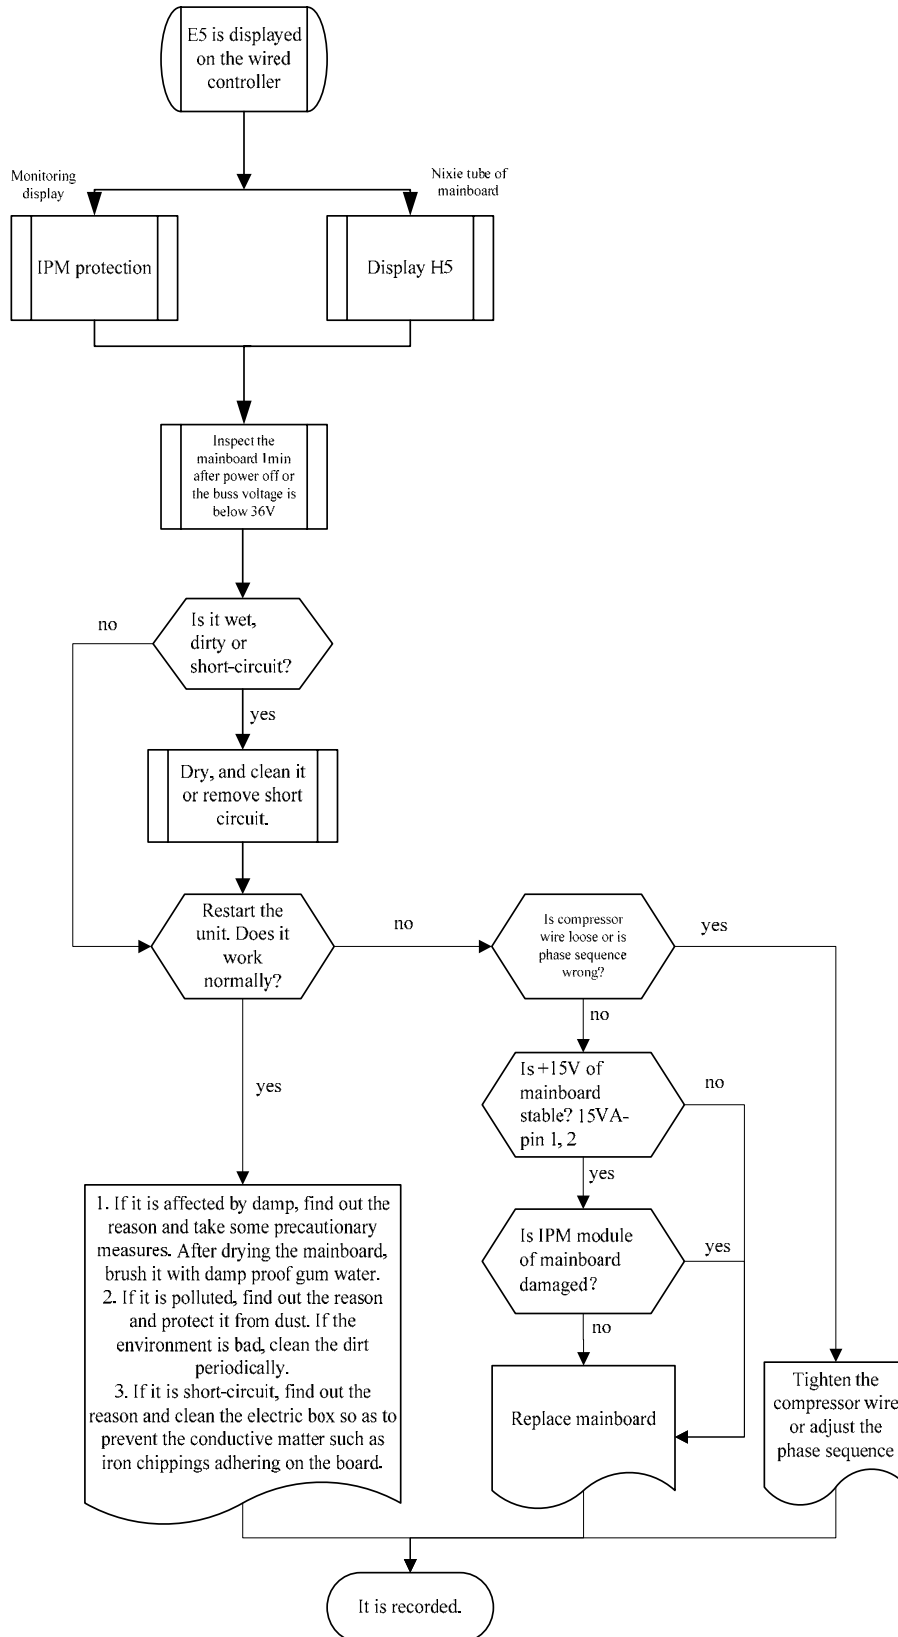 E5 is displayed
on the wired
controller
Monitoring
display
Nixie tube of
mainboard
IPM protection
Display H5
Inspect the
mainboard 1min
after power off or
the buss voltage is
below 36V
no
Is it wet,
dirty or
short-circuit?
yes
Dry, and clean it
or remove short
circuit.
Restart the
unit. Does it
work
normally?
no
Is compressor
wire loose or is
phase sequence
wrong?
yes
no
yes
Is +15V of
mainboard
stable? 15VA-
pin 1, 2
no
yes
Is IPM module
of mainboard
damaged?
yes
no
1. If it is affected by damp, find out the
reason and take some precautionary
measures. After drying the mainboard,
brush it with damp proof gum water.
2. If it is polluted, find out the reason
and protect it from dust. If the
environment is bad, clean the dirt
periodically.
3. If it is short-circuit, find out the
reason and clean the electric box so as to
prevent the conductive matter such as
iron chippings adhering on the board.
Replace mainboard
Tighten the
compressor wire
or adjust the
phase sequence
It is recorded.